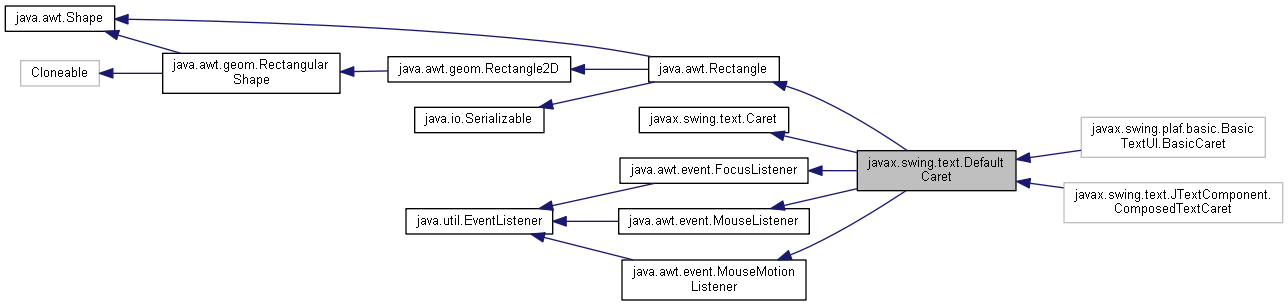 java.awt.Shape
Cloneable
java.awt.geom.Rectangular
Shape
java.awt.geom.Rectangle2D
java.io.Serializable
java.util.EventListener
java.awt.Rectangle
javax.swing.text.Caret
java.awt.event.FocusListener
java.awt.event.MouseListener
java.awt.event.MouseMotion
Listener
javax.swing.text.Default
Caret
javax.swing.plaf.basic.Basic
TextUI.BasicCaret
javax.swing.text.JTextComponent.
ComposedTextCaret